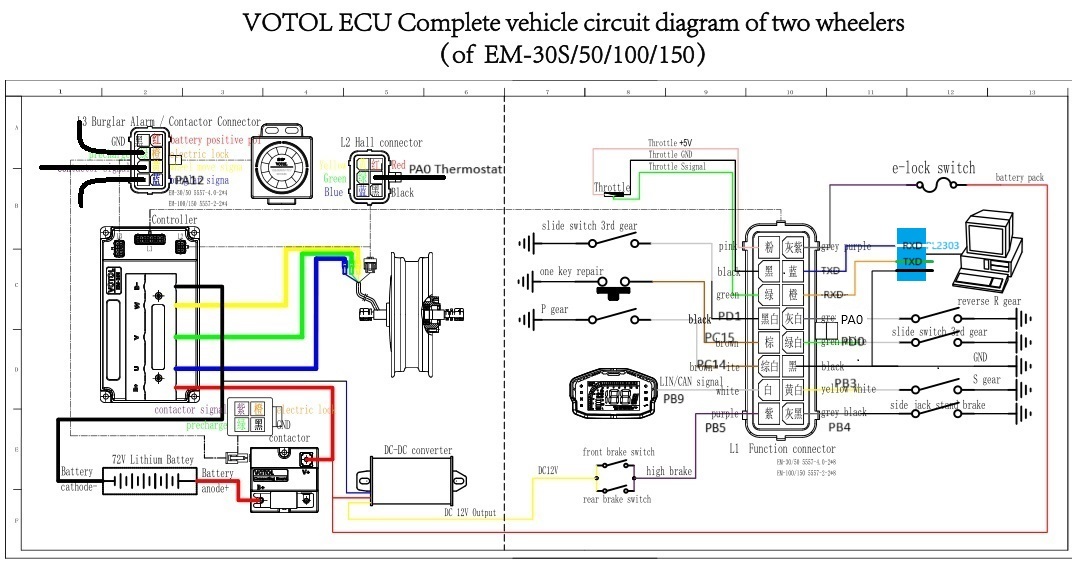 VOTOL ECU Complete vehicle circuit diagram of two wheelers
(of EM-30S/50/100/150)
1 2 3 4 5 6 7 8 9 10 11 12 13
A
B
C
D
E
F
L3 Burglar Alarm / Contactor Connector
GND
黑 红
battery positive
electric lock
蓝
PA12
signal
EM-30/50 5557-4.0-2*4
EM-100/150 5557-2-2*4
L2 Hall connector
Yellow
红
Red
Green
Blue
蓝 黑
Black
PA0 Thermostat
Controller
VOTOL
W
V
U
B+
contactor signal
紫 橙
electric lock
precharge
绿 黑
GND
contactor
VOTOL
V+
B+
72V Lithium Battey
Battery
cathode-
Battery
anode+
DC-DC converter
DC 12V Output
DC12V
Throttle +5V
Throttle GND
Throttle Ssignal
Throttle
slide switch 3rd gear
one key repair
P gear
LIN/CAN signal
PB9
front brake switch
rear brake switch
high brake
pink
粉 灰紫
grey purple
black
黑 蓝
TXD
green
绿 橙
RXD
black
PD1
黑白 灰白
PA0
PC15
brown
棕 绿白
PD0
PC14
棕白 黑
black
white
白 黄白
yellow white
PB3
purple
PB5
紫 灰黑
grey black
PB4
L1 Function connector
EM-30/50 5557-4.0-2*8
EM-100/150 5557-2-2*8
e-lock switch
battery pack
RXD
PL2303
TXD
reverse R gear
slide switch 3rd gear
GND
S gear
side jack stand brake